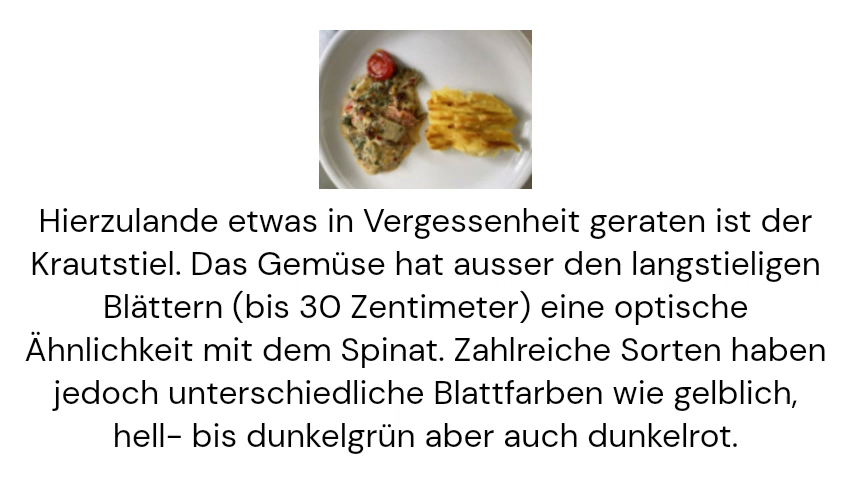 Hierzulande etwas in Vergessenheit geraten ist der
Krautstiel. Das Gemüse hat ausser den langstieligen
Blättern (bis 30 Zentimeter) eine optische
Ähnlichkeit mit dem Spinat. Zahlreiche Sorten haben
jedoch unterschiedliche Blattfarben wie gelblich,
hell- bis dunkelgrün aber auch dunkelrot.